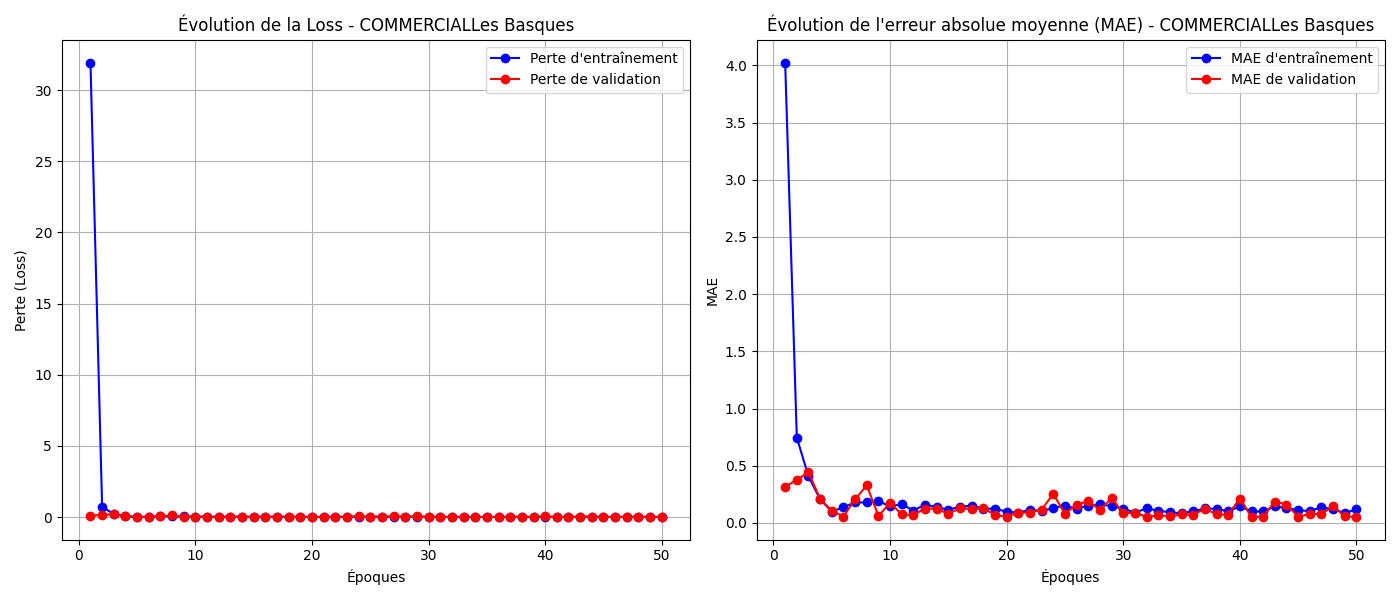 Évolution de la Loss - COMMERCIALLes Basques
Perte d'entraînement
Perte de validation
30
25
20
15
10
5
0
Perte (Loss)
0 10 20 30 40 50
Époques
Évolution de l'erreur absolue moyenne (MAE) - COMMERCIALLes Basques
MAE d'entraînement
MAE de validation
4.0
3.5
3.0
2.5
2.0
1.5
1.0
0.5
0.0
MAE
0 10 20 30 40 50
Époques